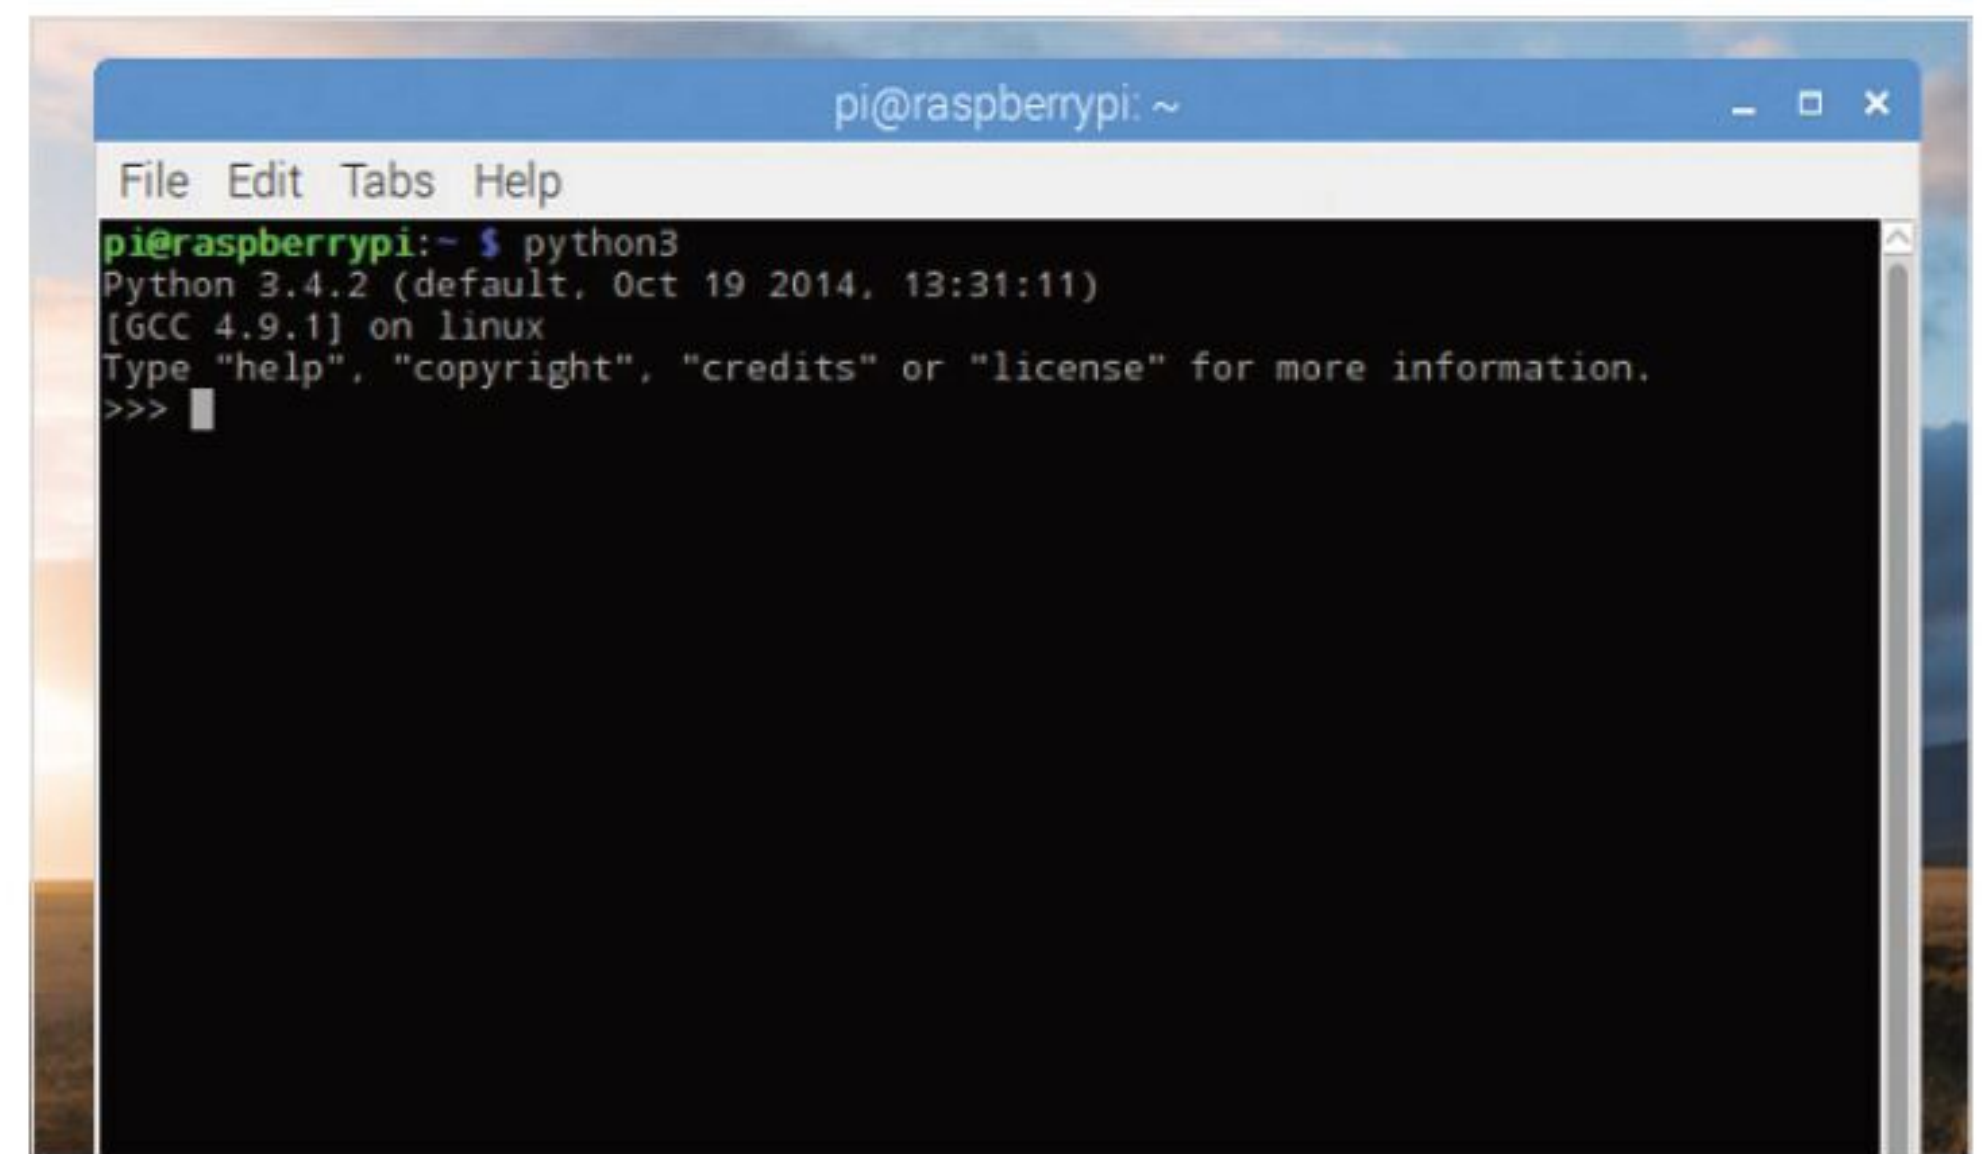 pi@raspberrypi: ~
File Edit Tabs Help
pi@raspberrypi:~ $ python3
Python 3.4.2 (default, Oct 19 2014, 13:31:11)
[GCC 4.9.1] on linux
Type "help", "copyright", "credits" or "license" for more information.
>>>